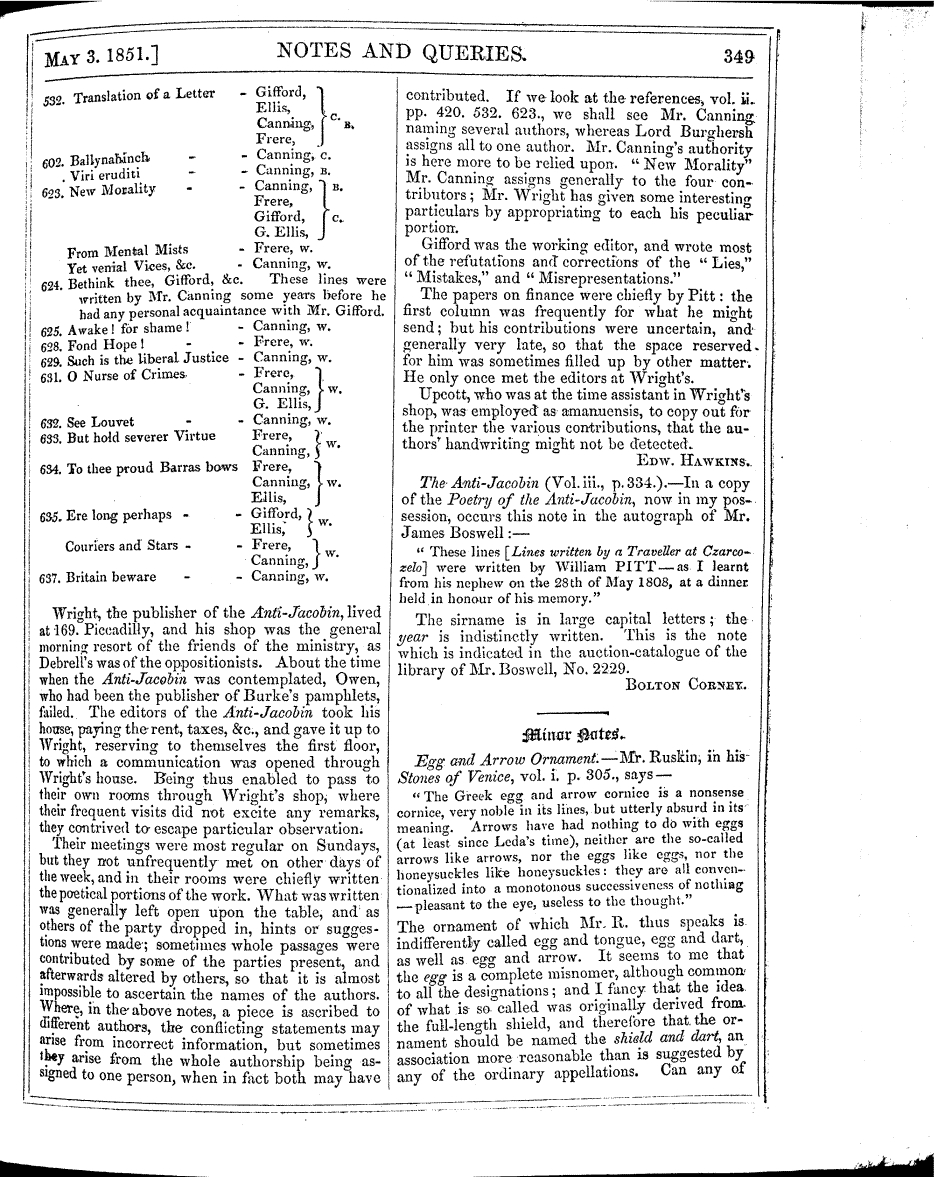 MAY 3. 1851.] NOTES AND QUERIES. 349
532. Translation of a Letter - Gifford,
Ellis,
Canning, C. B.
Frere,
602. Ballynahinch - - Canning, C.
. Viri eruditi - - Canning, B.
623. New Morality - - Canning, B.
Frere,
Gifford, C.
G. Ellis,
From Mental Mists - Frere, W.
Yet venial Vices, &c. - Canning, W.
624. Bethink thee, Gifford, &c. These lines were
written by Mr. Canning some years before he
had any personal acquaintance with Mr. Gifford.
625. Awake! for shame! - Canning, W.
628. Fond Hope! - - Frere, W.
629. Such is the liberal Justice - Canning, W.
631. O Nurse of Crimes - Frere,
Canning, W.
G. Ellis,
632. See Louvet - - Canning, W.
633. But hold severer Virtue Frere,
Canning, W.
634. To thee proud Barras bows Frere,
Canning, W.
Ellis,
635. Ere long perhaps - - Gifford,
Ellis, W.
Couriers and Stars - - Frere,
Canning, W.
637. Britain beware - - Canning, W.
Wright, the publisher of the Anti-Jacobin, lived
at 169. Piccadilly, and his shop was the general
morning resort of the friends of the ministry, as
Debrell's was of the oppositionists. About the time
when the Anti-Jacobin was contemplated, Owen,
who had been the publisher of Burke's pamphlets,
failed. The editors of the Anti-Jacobin took his
house, paying the rent, taxes, &c., and gave it up to
Wright, reserving to themselves the first floor,
to which a communication was opened through
Wright's house. Being thus enabled to pass to
their own rooms through Wright's shop, where
their frequent visits did not excite any remarks,
they contrived to escape particular observation.
Their meetings were most regular on Sundays,
but they not unfrequently met on other days of
the week, and in their rooms were chiefly written
the poetical portions of the work. What was written
was generally left open upon the table, and as
others of the party dropped in, hints or sugges-
tions were made; sometimes whole passages were
contributed by some of the parties present, and
afterwards altered by others, so that it is almost
impossible to ascertain the names of the authors.
Where, in the above notes, a piece is ascribed to
different authors, the conflicting statements may
arise from incorrect information, but sometimes
they arise from the whole authorship being as-
signed to one person, when in fact both may have
contributed. If we look at the references, vol. ii.
pp. 420. 532. 623., we shall see Mr. Canning
naming several authors, whereas Lord Burghersh
assigns all to one author. Mr. Canning's authority
is here more to be relied upon. "New Morality"
Mr. Canning assigns generally to the four con-
tributors; Mr. Wright has given some interesting
particulars by appropriating to each his peculiar
portion.
Gifford was the working editor, and wrote most
of the refutations and corrections of the "Lies,"
"Mistakes," and "Misrepresentations."
The papers on finance were chiefly by Pitt: the
first column was frequently for what he might
send; but his contributions were uncertain, and
generally very late, so that the space reserved
for him was sometimes filled up by other matter.
He only once met the editors at Wright's.
Upcott, who was at the time assistant in Wright's
shop, was employed as amanuensis, to copy out for
the printer the various contributions, that the au-
thors' handwriting might not be detected.
EDW. HAWKINS.
The Anti-Jacobin (Vol. iii., p. 334.).—In a copy
of the Poetry of the Anti-Jacobin, now in my pos-
session, occurs this note in the autograph of Mr.
James Boswell:—
"These lines [Lines written by a Traveller at Czarco-
zelo] were written by William PITT—as I learnt
from his nephew on the 28th of May 1808, at a dinner
held in honour of his memory."
The sirname is in large capital letters; the
year is indistinctly written. This is the note
which is indicated in the auction-catalogue of the
library of Mr. Boswell, No. 2229.
BOLTON CORNEY.
Minor Notes.
Egg and Arrow Ornament.—Mr. Ruskin, in his
Stones of Venice, vol. i. p. 305., says—
"The Greek egg and arrow cornice is a nonsense
cornice, very noble in its lines, but utterly absurd in its
meaning. Arrows have had nothing to do with eggs
(at least since Leda's time), neither are the so-called
arrows like arrows, nor the eggs like eggs, nor the
honeysuckles like honeysuckles: they are all conven-
tionalized into a monotonous successiveness of nothing
—pleasant to the eye, useless to the thought."
The ornament of which Mr. R. thus speaks is
indifferently called egg and tongue, egg and dart,
as well as egg and arrow. It seems to me that
the egg is a complete misnomer, although common
to all the designations; and I fancy that the idea
of what is so called was originally derived from
the full-length shield, and therefore that the or-
nament should be named the shield and dart, an
association more reasonable than is suggested by
any of the ordinary appellations. Can any of